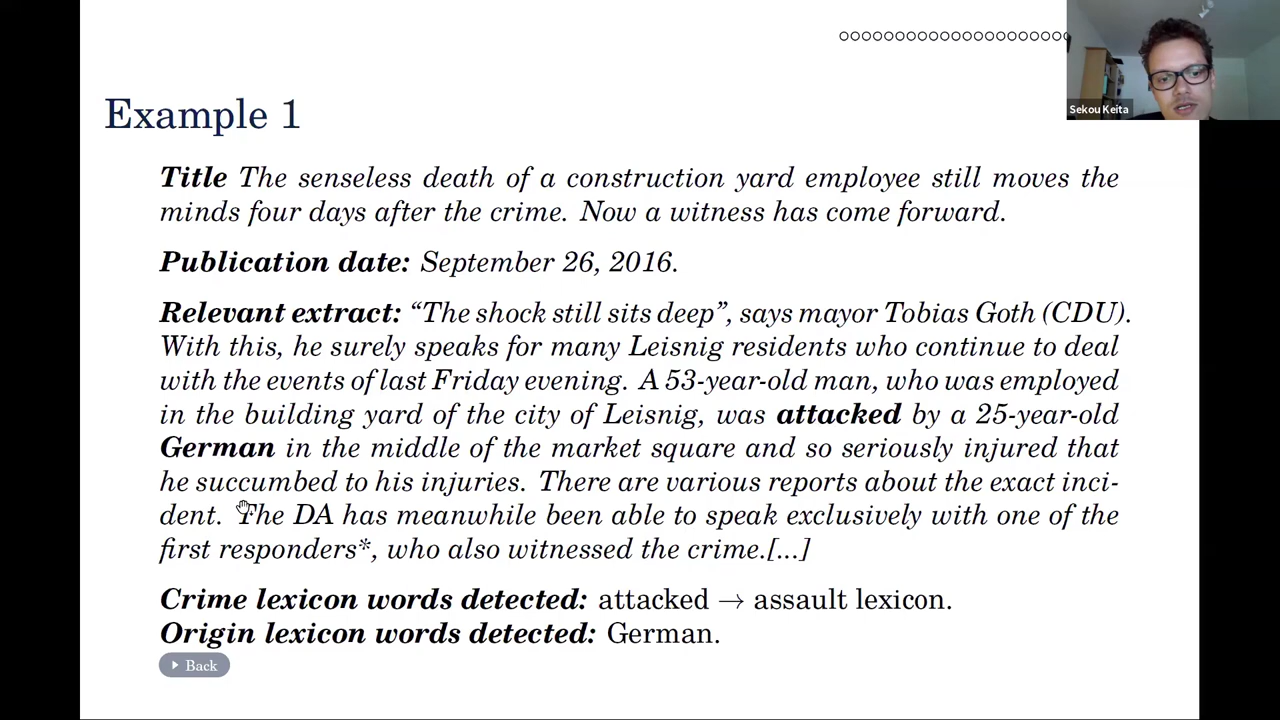 Sekou Keita
Example 1
Title The senseless death of a construction yard employee still moves the
minds four days after the crime. Now a witness has come forward.
Publication date: September 26, 2016.
Relevant extract: “The shock still sits deep”, says mayor Tobias Goth (CDU).
With this, he surely speaks for many Leisnig residents who continue to deal
with the events of last Friday evening. A 53-year-old man, who was employed
in the building yard of the city of Leisnig, was attacked by a 25-year-old
German in the middle of the market square and so seriously injured that
he succumbed to his injuries. There are various reports about the exact inci-
dent. The DA has meanwhile been able to speak exclusively with one of the
first responders*, who also witnessed the crime.[...]
Crime lexicon words detected: attacked → assault lexicon.
Origin lexicon words detected: German.
Back